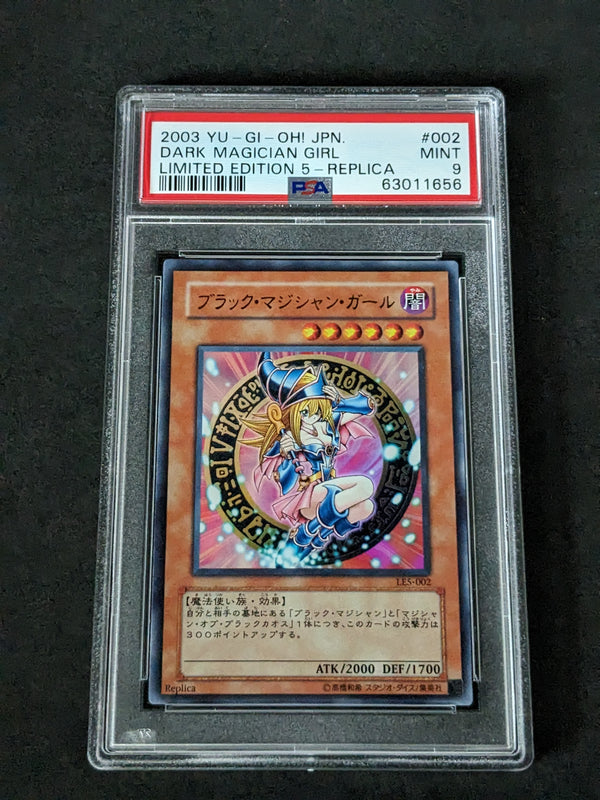 2003 YU-GI-OH! JPN. #002
DARK MAGICIAN GIRL MINT
LIMITED EDITION 5-REPLICA 9
PSA 63011656
ブラック・マジシャン・ガール 闇
LE5-002
【魔法使い族・効果】
自分と相手の墓地にある「ブラック・マジシャン」と「マジシャ
ン・オブ・ブラックカオス」1体につき、このカードの攻撃力は
300ポイントアップする。
ATK/2000 DEF/1700
Replica ©高橋和希 スタジオ・ダイス/集英社